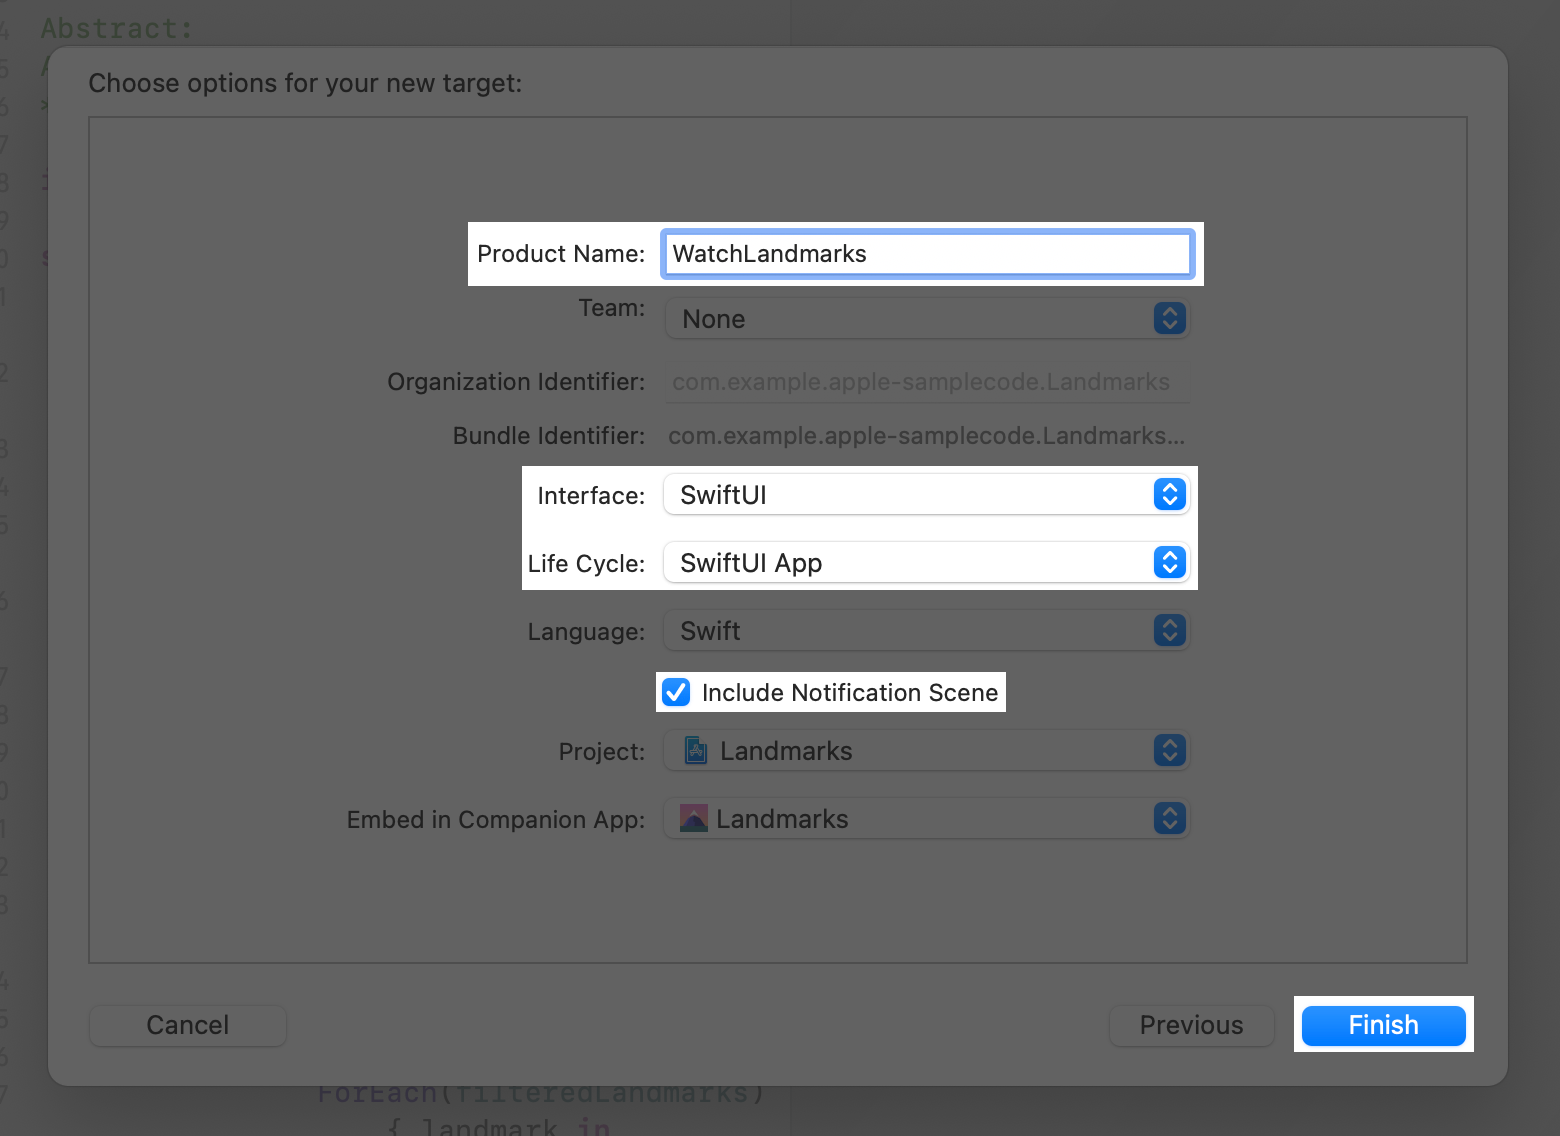 Abstract:
Choose options for your new target:
Product Name: WatchLandmarks
Team: None
Organization Identifier: com.example.apple-samplecode.Landmarks
Bundle Identifier: com.example.apple-samplecode.Landmarks...
Interface: SwiftUI
Life Cycle: SwiftUI App
Language: Swift
Include Notification Scene
Project: Landmarks
Embed in Companion App: Landmarks
Cancel Previous Finish
ForEach(filteredLandmarks)
{ landmark in